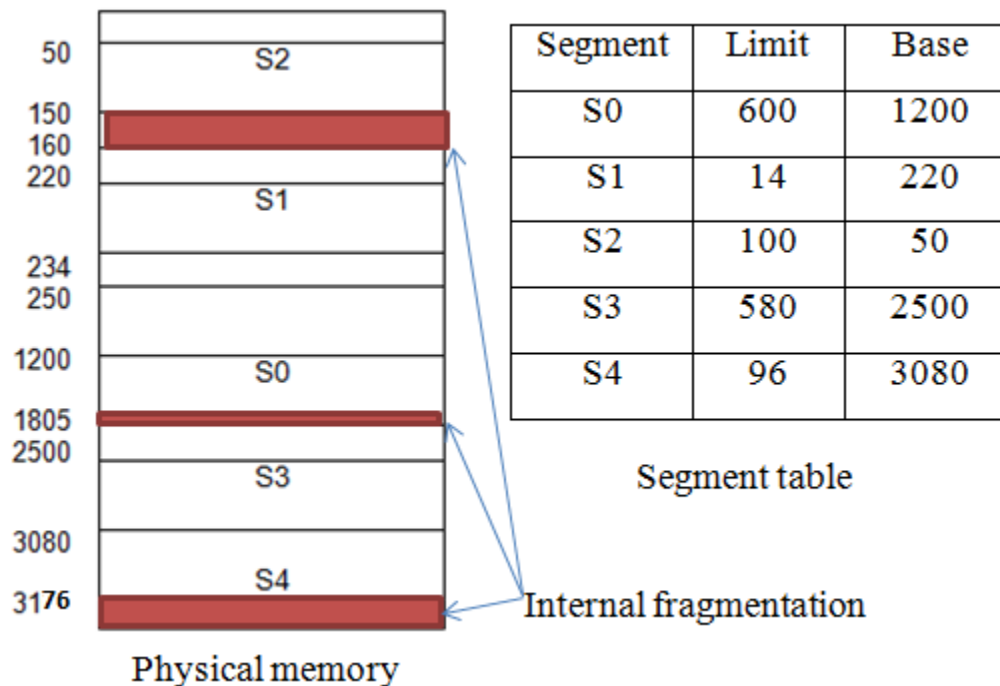 50
S2
150
160
220
S1
234
250
1200
S0
1805
2500
S3
3080
S4
3176
Physical memory
Segment Limit Base
S0 600 1200
S1 14 220
S2 100 50
S3 580 2500
S4 96 3080
Segment table
Internal fragmentation